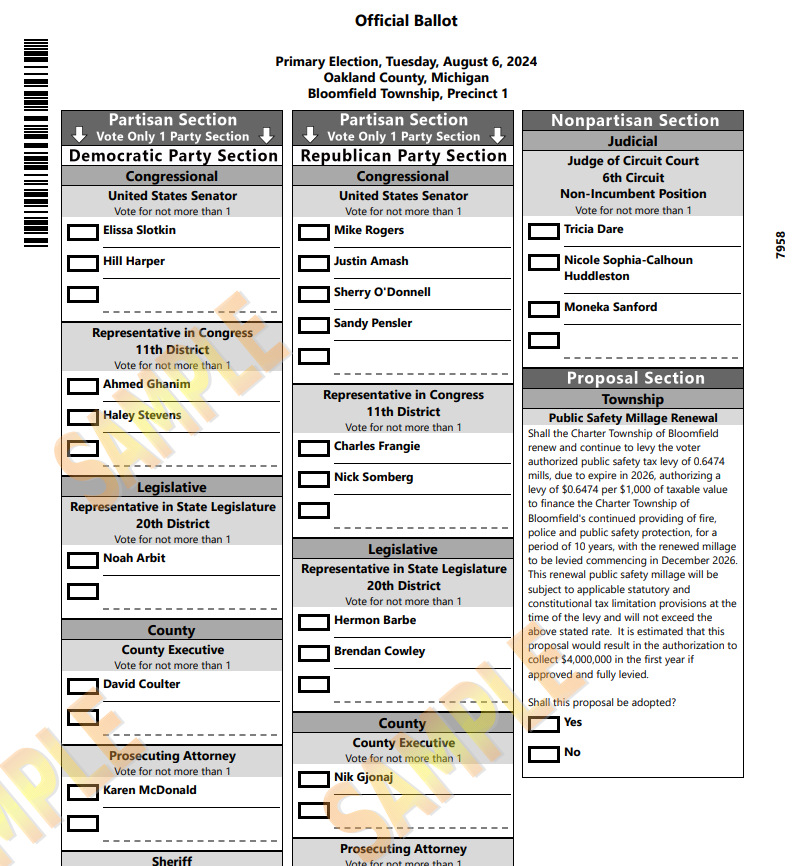 Official Ballot
Primary Election, Tuesday, August 6, 2024
Oakland County, Michigan
Bloomfield Township, Precinct 1
Partisan Section
Vote Only 1 Party Section
Democratic Party Section
Congressional
United States Senator
Vote for not more than 1
Elissa Slotkin
Hill Harper
Representative in Congress
11th District
Vote for not more than 1
Ahmed Ghanim
Haley Stevens
Legislative
Representative in State Legislature
20th District
Vote for not more than 1
Noah Arbit
County
County Executive
Vote for not more than 1
David Coulter
Prosecuting Attorney
Vote for not more than 1
Karen McDonald
Sheriff
Partisan Section
Vote Only 1 Party Section
Republican Party Section
Congressional
United States Senator
Vote for not more than 1
Mike Rogers
Justin Amash
Sherry O'Donnell
Sandy Pensler
Representative in Congress
11th District
Vote for not more than 1
Charles Frangie
Nick Somberg
Legislative
Representative in State Legislature
20th District
Vote for not more than 1
Hermon Barbe
Brendan Cowley
County
County Executive
Vote for not more than 1
Nik Gjonaj
Prosecuting Attorney
Vote for not more than 1
Nonpartisan Section
Judicial
Judge of Circuit Court
6th Circuit
Non-Incumbent Position
Vote for not more than 1
Tricia Dare
Nicole Sophia-Calhoun
Huddleston
Moneka Sanford
Proposal Section
Township
Public Safety Millage Renewal
Shall the Charter Township of Bloomfield
renew and continue to levy the voter
authorized public safety tax levy of 0.6474
mills, due to expire in 2026, authorizing a
levy of $0.6474 per $1,000 of taxable value
to finance the Charter Township of
Bloomfield's continued providing of fire,
police and public safety protection, for a
period of 10 years, with the renewed millage
to be levied commencing in December 2026.
This renewal public safety millage will be
subject to applicable statutory and
constitutional tax limitation provisions at the
time of the levy and will not exceed the
above stated rate.  It is estimated that this
proposal would result in the authorization to
collect $4,000,000 in the first year if
approved and fully levied.
Shall this proposal be adopted?
Yes
No
7958
SAMPLE
SAMPLE
SAMPLE